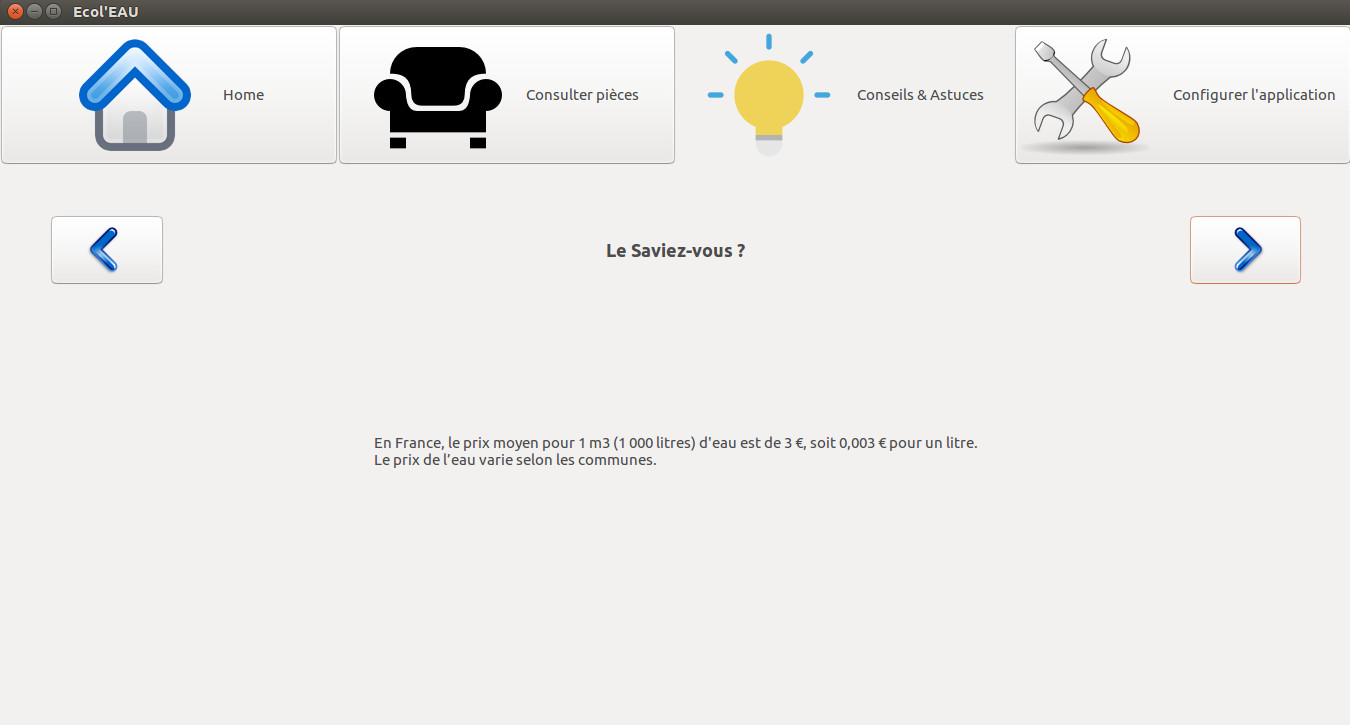 Ecol'EAU
Home
Consulter pièces
Conseils & Astuces
Configurer l'application
Le Saviez-vous ?
En France, le prix moyen pour 1 m3 (1 000 litres) d'eau est de 3 €, soit 0,003 € pour un litre.
Le prix de l’eau varie selon les communes.